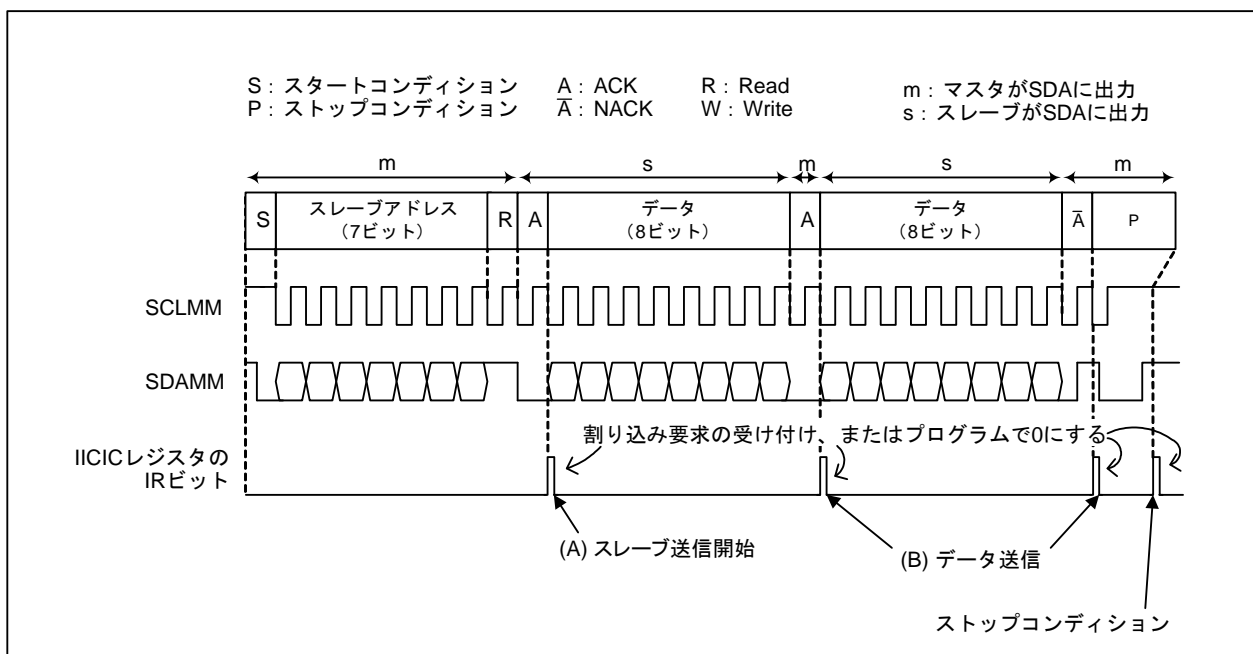 S : スタートコンディション A : ACK R : Read m : マスタがSDAに出力
P : ストップコンディション A̅ : NACK W : Write s : スレーブがSDAに出力
m s m s m
S スレーブアドレス (7ビット) R A データ (8ビット) A データ (8ビット) A̅ P
SCLMM
SDAMM
割り込み要求の受け付け、またはプログラムで0にする
IICICレジスタの
IRビット
(A) スレーブ送信開始
(B) データ送信
ストップコンディション